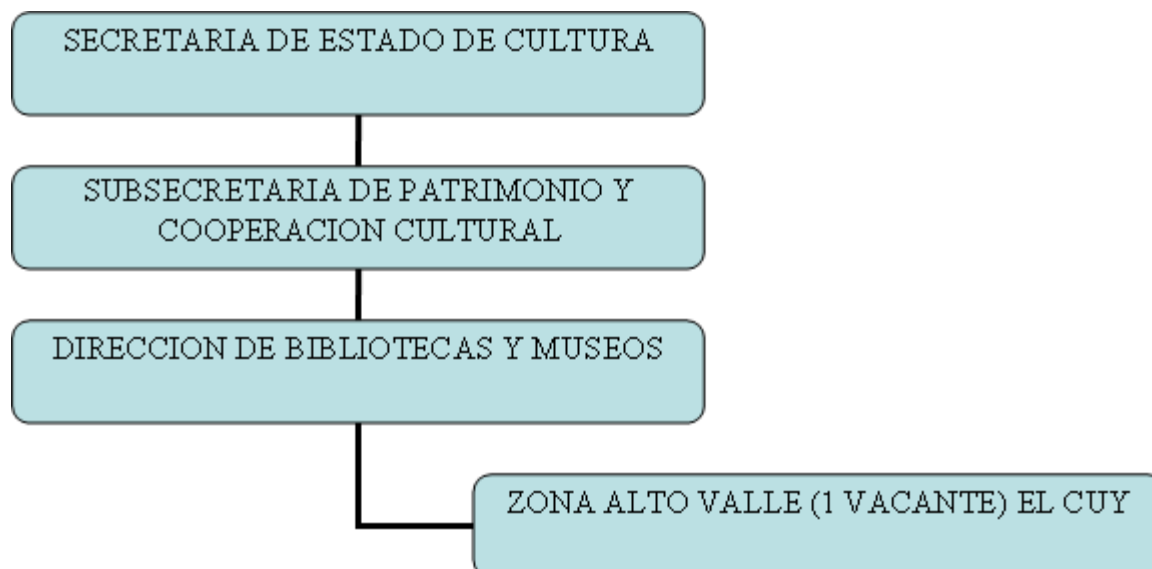 SECRETARIA DE ESTADO DE CULTURA
SUBSECRETARIA DE PATRIMONIO Y
COOPERACION CULTURAL
DIRECCION DE BIBLIOTECAS Y MUSEOS
ZONA ALTO VALLE (1 VACANTE) EL CUY